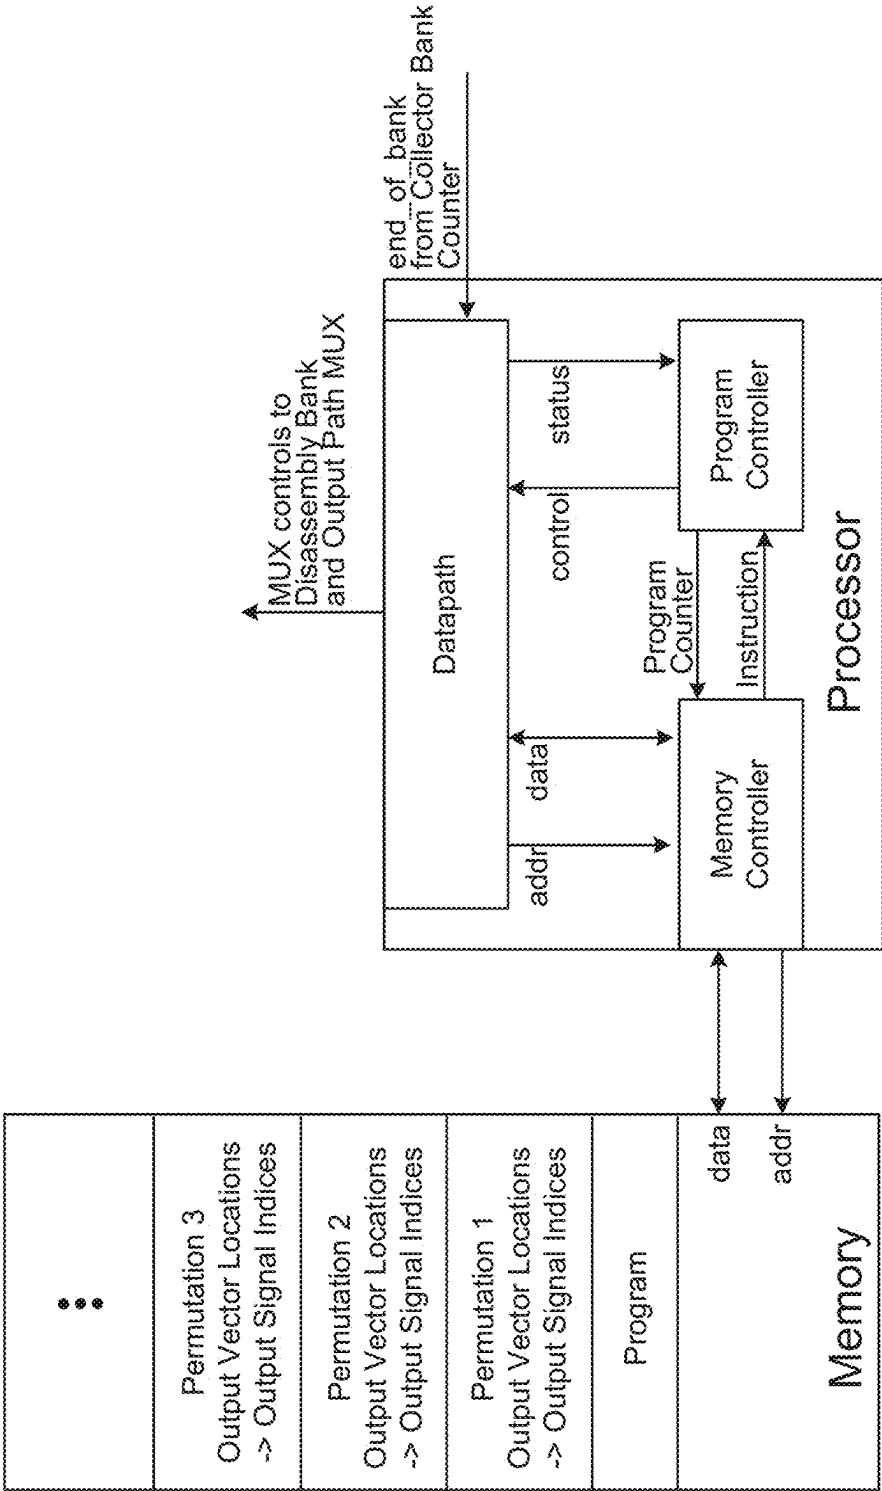 •••
Permutation 3
Output Vector Locations
-> Output Signal Indices
Permutation 2
Output Vector Locations
-> Output Signal Indices
Permutation 1
Output Vector Locations
-> Output Signal Indices
Program
data
addr
Memory
MUX controls to
Disassembly Bank
and Output Path MUX
end_of_bank
from Collector Bank
Counter
Datapath
addr
data
control
status
Memory
Controller
Program
Counter
Instruction
Program
Controller
Processor